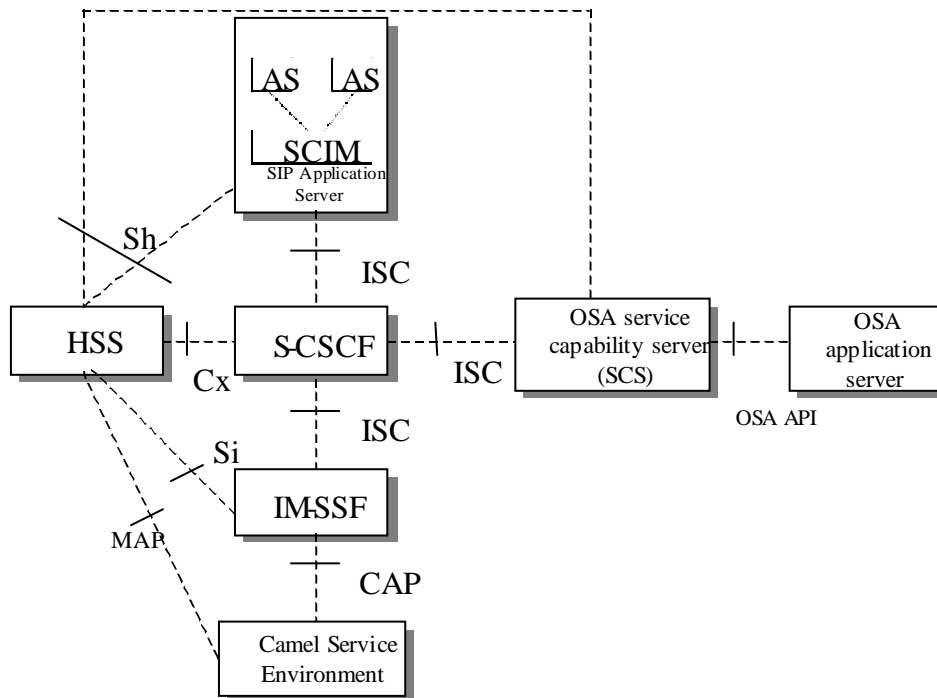 AS AS
SCIM
SIP Application
Server
Sh
ISC
HSS
S-CSCF
OSA service
capability server
(SCS)
OSA
application
server
Cx
ISC
OSA API
ISC
Si
IM-SSF
MAP
CAP
Camel Service
Environment